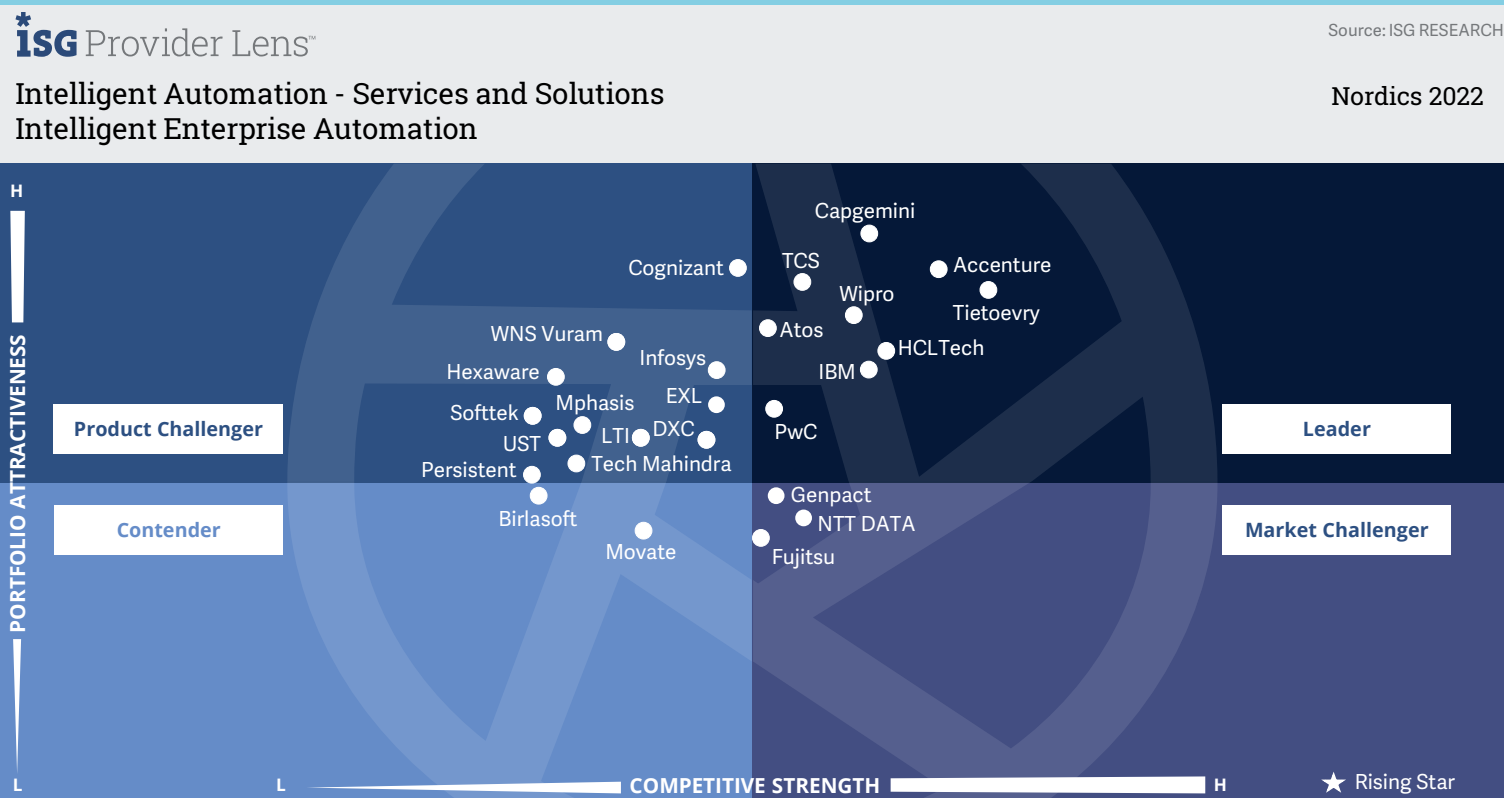 ISG Provider Lens™
Source: ISG RESEARCH
Intelligent Automation - Services and Solutions
Nordics 2022
Intelligent Enterprise Automation
H
Capgemini
Cognizant
TCS
Accenture
Wipro
Tietoevry
Atos
WNS Vuram
HCLTech
Infosys
IBM
Hexaware
EXL
Mphasis
Softtek
Product Challenger
Leader
PwC
LTI
DXC
UST
Tech Mahindra
Persistent
PORTFOLIO ATTRACTIVENESS
Genpact
Birlasoft
NTT DATA
Contender
Market Challenger
Movate
Fujitsu
L
L
COMPETITIVE STRENGTH
H
Rising Star